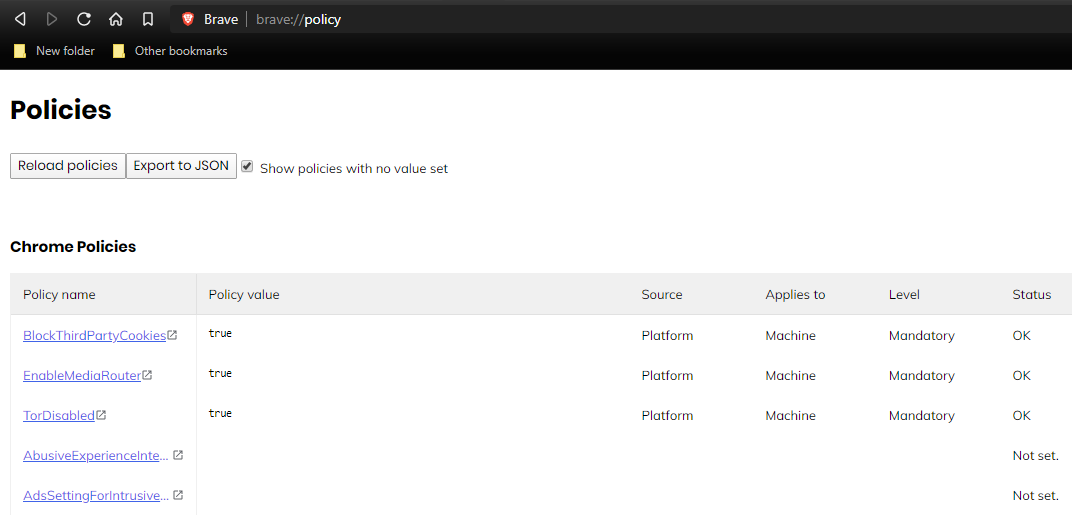 Brave brave://policy
New folder Other bookmarks
Policies
Reload policies Export to JSON Show policies with no value set
Chrome Policies
Policy name Policy value Source Applies to Level Status
BlockThirdPartyCookies true Platform Machine Mandatory OK
EnableMediaRouter true Platform Machine Mandatory OK
TorDisabled true Platform Machine Mandatory OK
AbusiveExperienceInte... Not set.
AdsSettingForIntrusive... Not set.